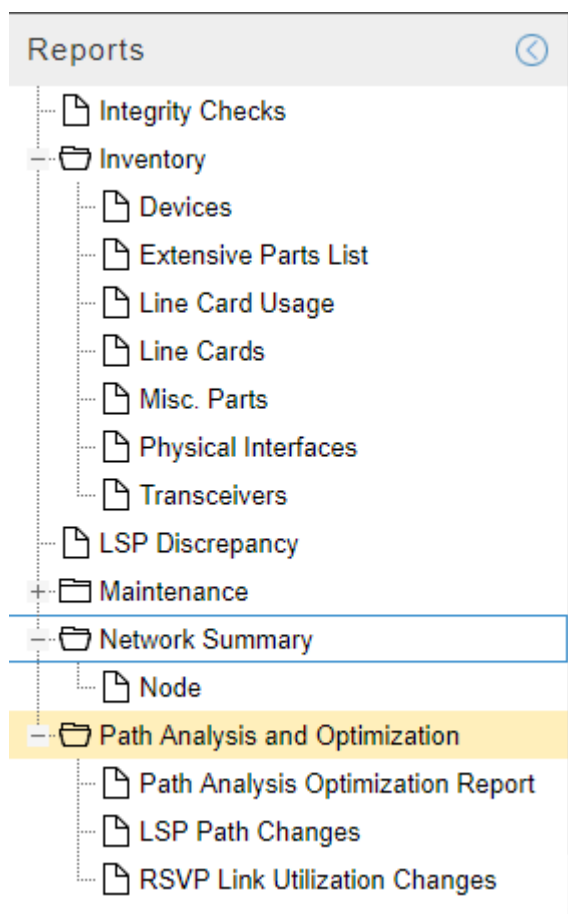 Reports
Integrity Checks
Inventory
Devices
Extensive Parts List
Line Card Usage
Line Cards
Misc. Parts
Physical Interfaces
Transceivers
LSP Discrepancy
Maintenance
Network Summary
Node
Path Analysis and Optimization
Path Analysis Optimization Report
LSP Path Changes
RSVP Link Utilization Changes